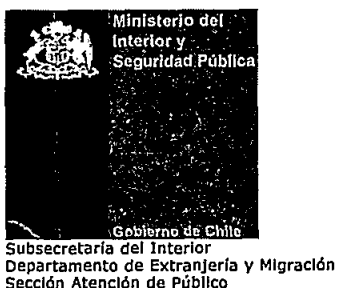 Ministerio del
Interior y
Seguridad Pública
Gobierno de Chile
Subsecretaría del Interior
Departamento de Extranjería y Migración
Sección Atención de Público